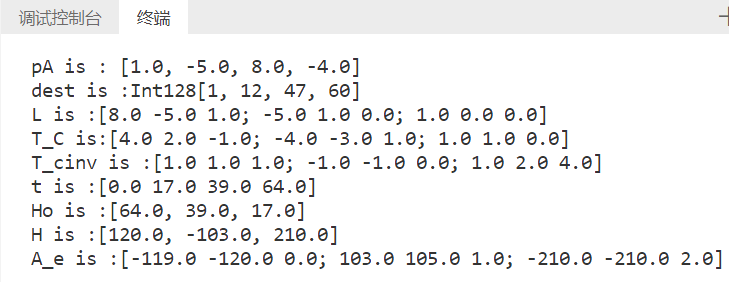 调试控制台 终端
pA is : [1.0, -5.0, 8.0, -4.0]
dest is :Int128[1, 12, 47, 60]
L is :[8.0 -5.0 1.0; -5.0 1.0 0.0; 1.0 0.0 0.0]
T_C is:[4.0 2.0 -1.0; -4.0 -3.0 1.0; 1.0 1.0 0.0]
T_cinv is :[1.0 1.0 1.0; -1.0 -1.0 0.0; 1.0 2.0 4.0]
t is :[0.0 17.0 39.0 64.0]
Ho is :[64.0, 39.0, 17.0]
H is :[120.0, -103.0, 210.0]
A_e is :[-119.0 -120.0 0.0; 103.0 105.0 1.0; -210.0 -210.0 2.0]